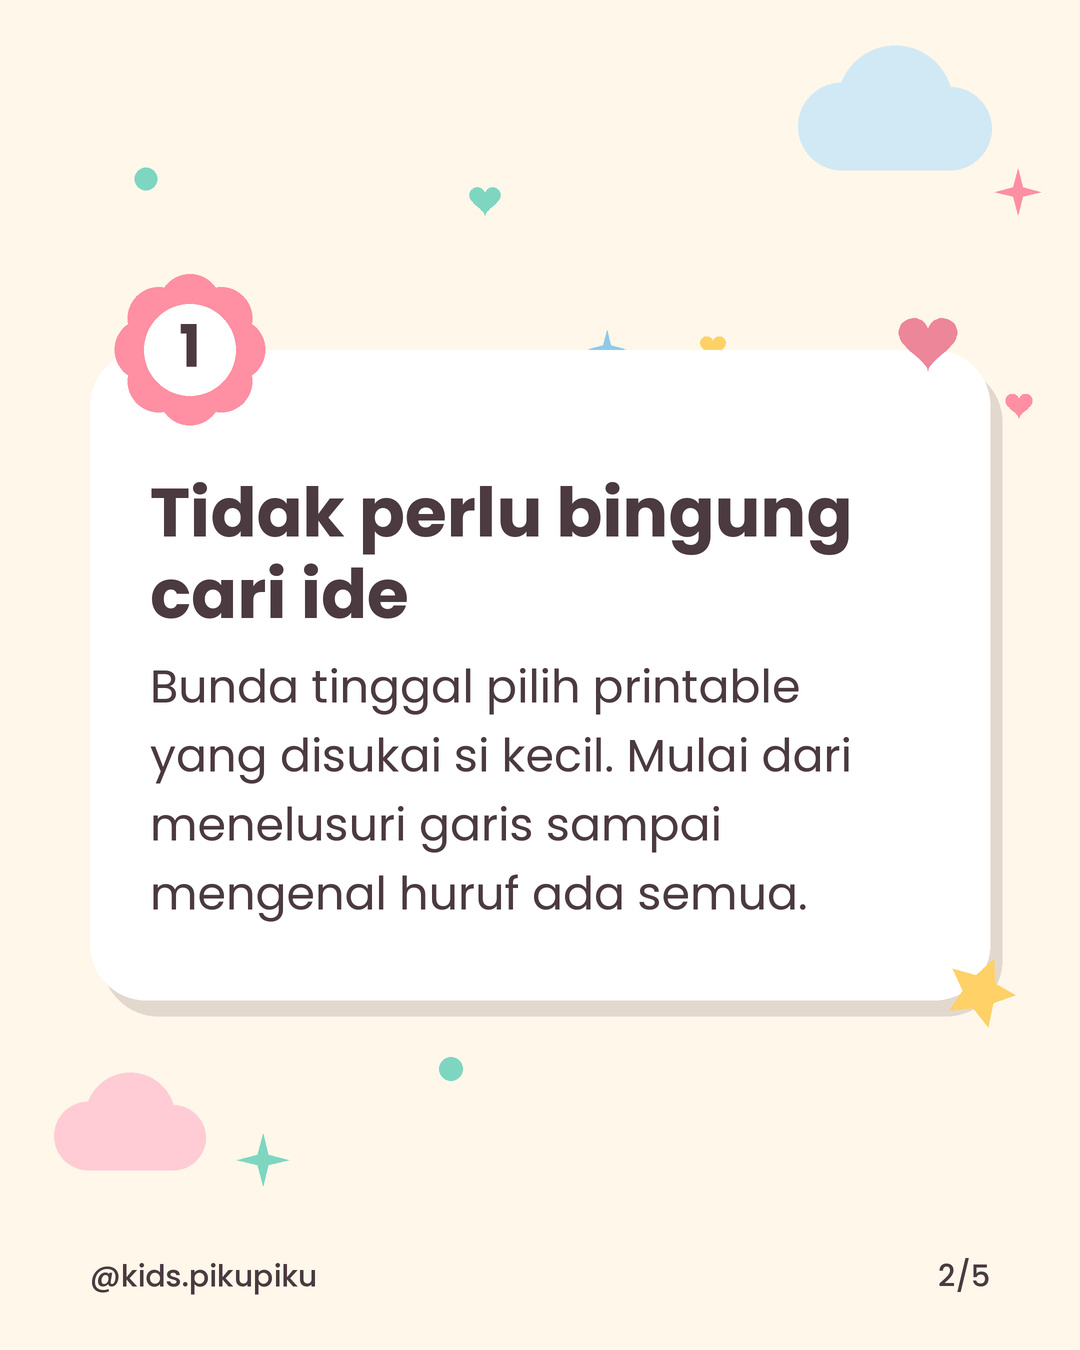 1
Tidak perlu bingung
cari ide
Bunda tinggal pilih printable
yang disukai si kecil. Mulai dari
menelusuri garis sampai
mengenal huruf ada semua.
@kids.pikupiku
2/5